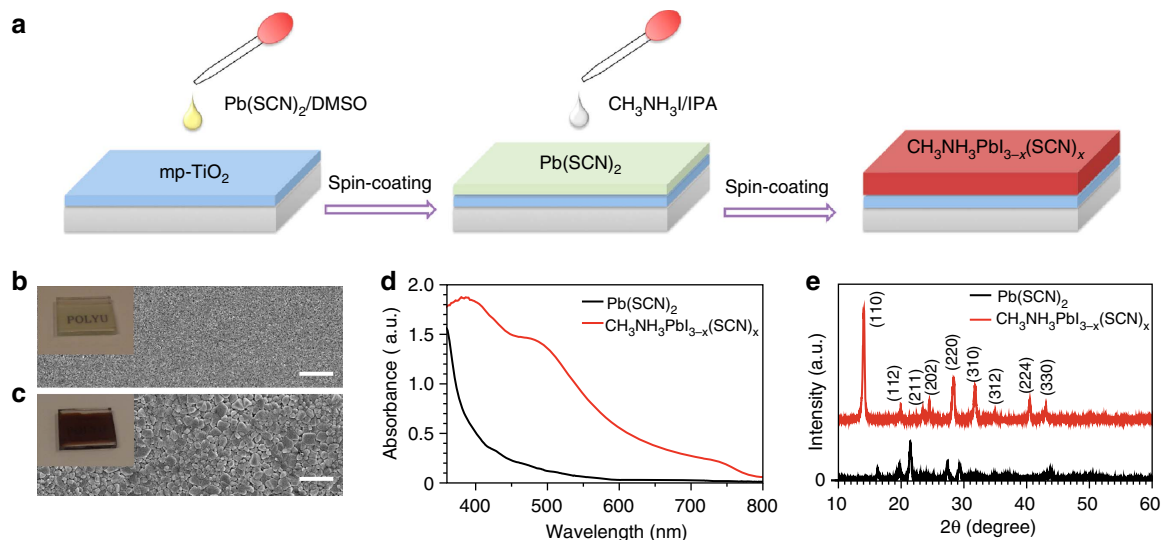 a
Pb(SCN)₂/DMSO
CH₃NH₃I/IPA
mp-TiO₂
Spin-coating
Pb(SCN)₂
Spin-coating
CH₃NH₃PbI₃₋ₓ(SCN)ₓ
b
POLYU
c
d
2.0
1.5
1.0
0.5
0
Absorbance ( a.u.)
Pb(SCN)₂
CH₃NH₃PbI₃₋ₓ(SCN)ₓ
400 500 600 700 800
Wavelength (nm)
e
Intensity (a.u.)
0
Pb(SCN)₂
CH₃NH₃PbI₃₋ₓ(SCN)ₓ
(110)
(112)
(211)
(202)
(220)
(310)
(312)
(224)
(330)
10 20 30 40 50 60
2θ (degree)